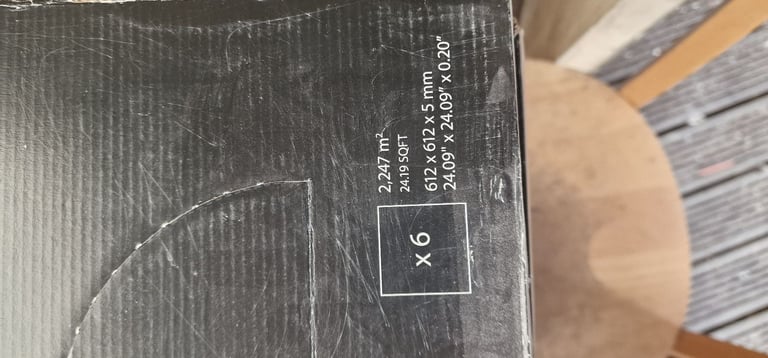 2,247 m²
24.19 SQFT
612 x 612 x 5 mm
24.09" x 24.09" x 0.20"
x 6